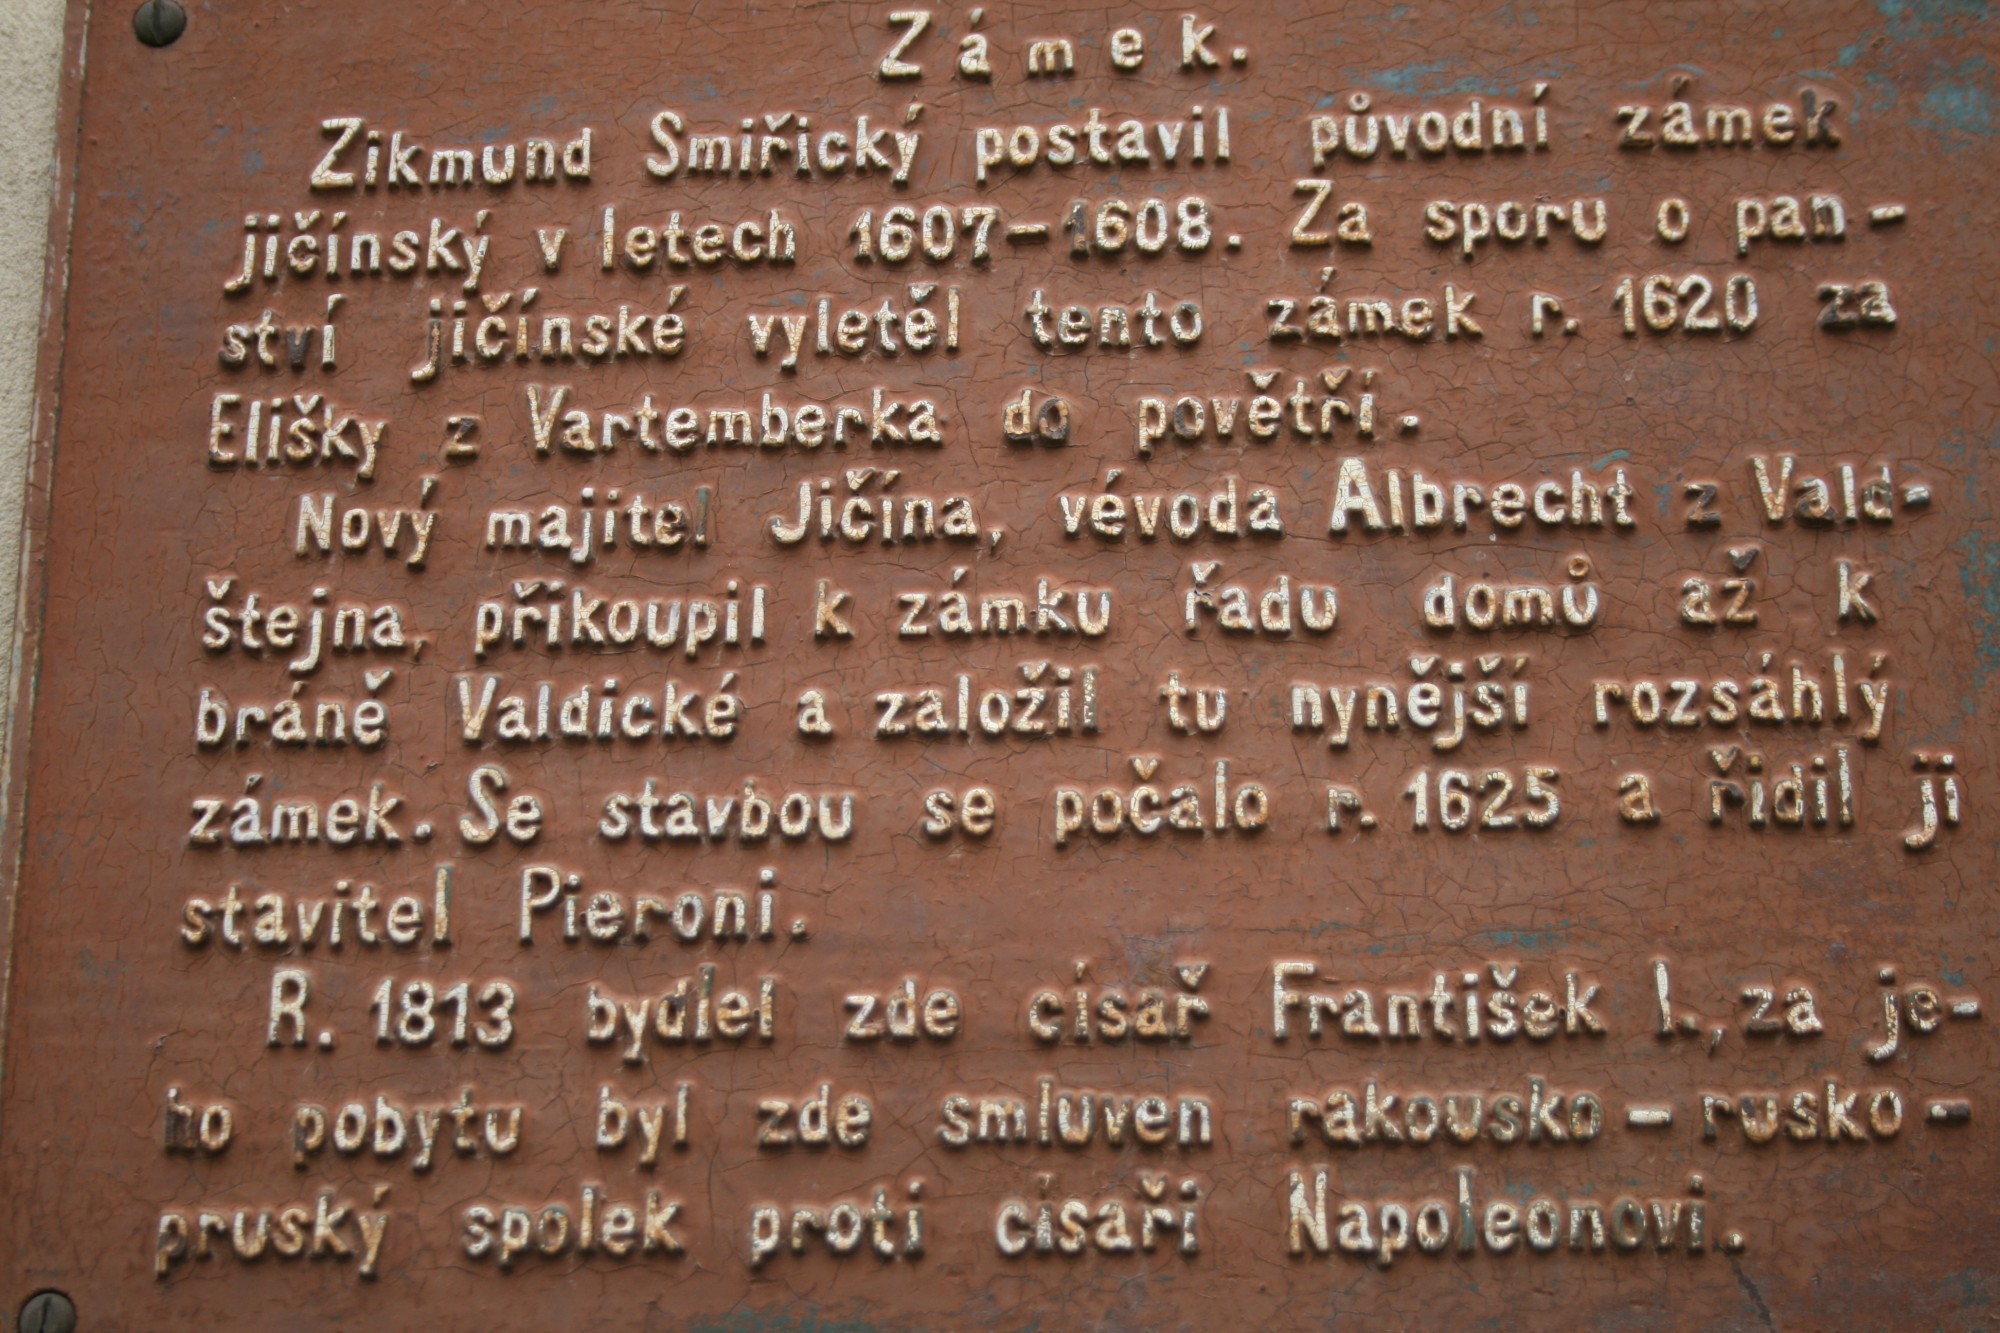 Zámek.
Zikmund Smiřický postavil původní zámek
jičínský v letech 1607-1608. Za sporu o pan-
ství jičínské vyletěl tento zámek r. 1620 za
Elišky z Vartemberka do povětří.
Nový majitel Jičína, vévoda Albrecht z Vald-
štejna, přikoupil k zámku řadu domů až k
bráně Valdické a založil tu nynější rozsáhlý
zámek. Se stavbou se počalo r. 1625 a řídil ji
stavitel Pieroni.
R. 1813 bydlel zde císař František I., za je-
ho pobytu byl zde smluven rakousko-rusko-
pruský spolek proti císaři Napoleonovi.